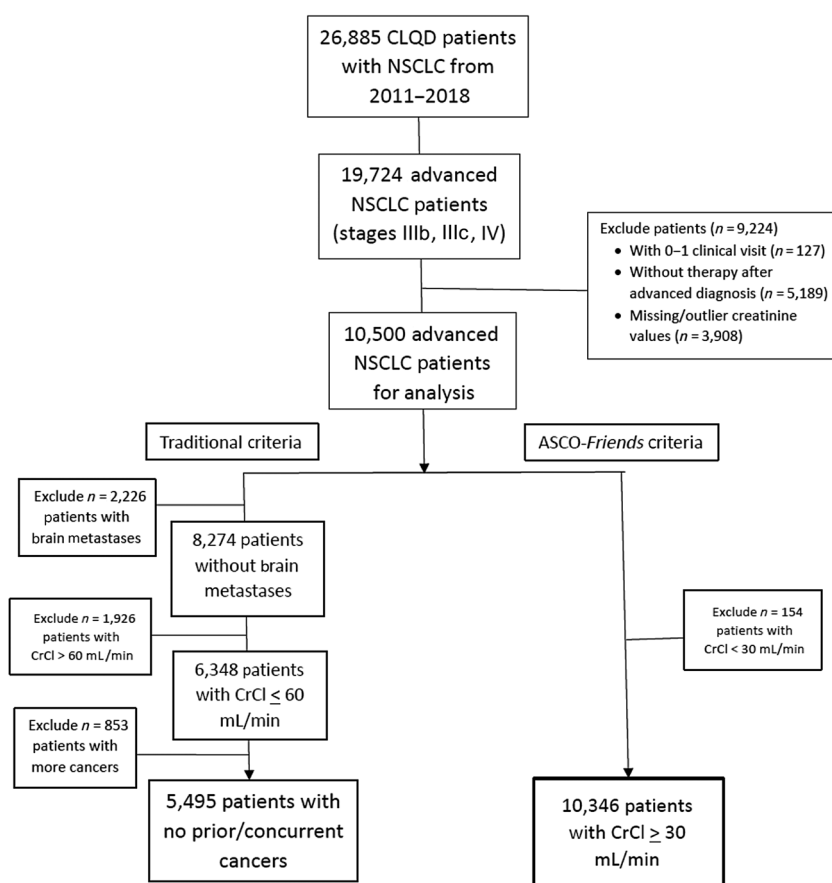 26,885 CLQD patients
with NSCLC from
2011–2018
19,724 advanced
NSCLC patients
(stages IIIb, IIIc, IV)
Exclude patients (n = 9,224)
• With 0–1 clinical visit (n = 127)
• Without therapy after
advanced diagnosis (n = 5,189)
• Missing/outlier creatinine
values (n = 3,908)
10,500 advanced
NSCLC patients
for analysis
Traditional criteria
ASCO-Friends criteria
Exclude n = 2,226
patients with
brain metastases
8,274 patients
without brain
metastases
Exclude n = 1,926
patients with
CrCl > 60 mL/min
6,348 patients
with CrCl ≤ 60
mL/min
Exclude n = 853
patients with
more cancers
5,495 patients with
no prior/concurrent
cancers
Exclude n = 154
patients with
CrCl < 30 mL/min
10,346 patients
with CrCl ≥ 30
mL/min